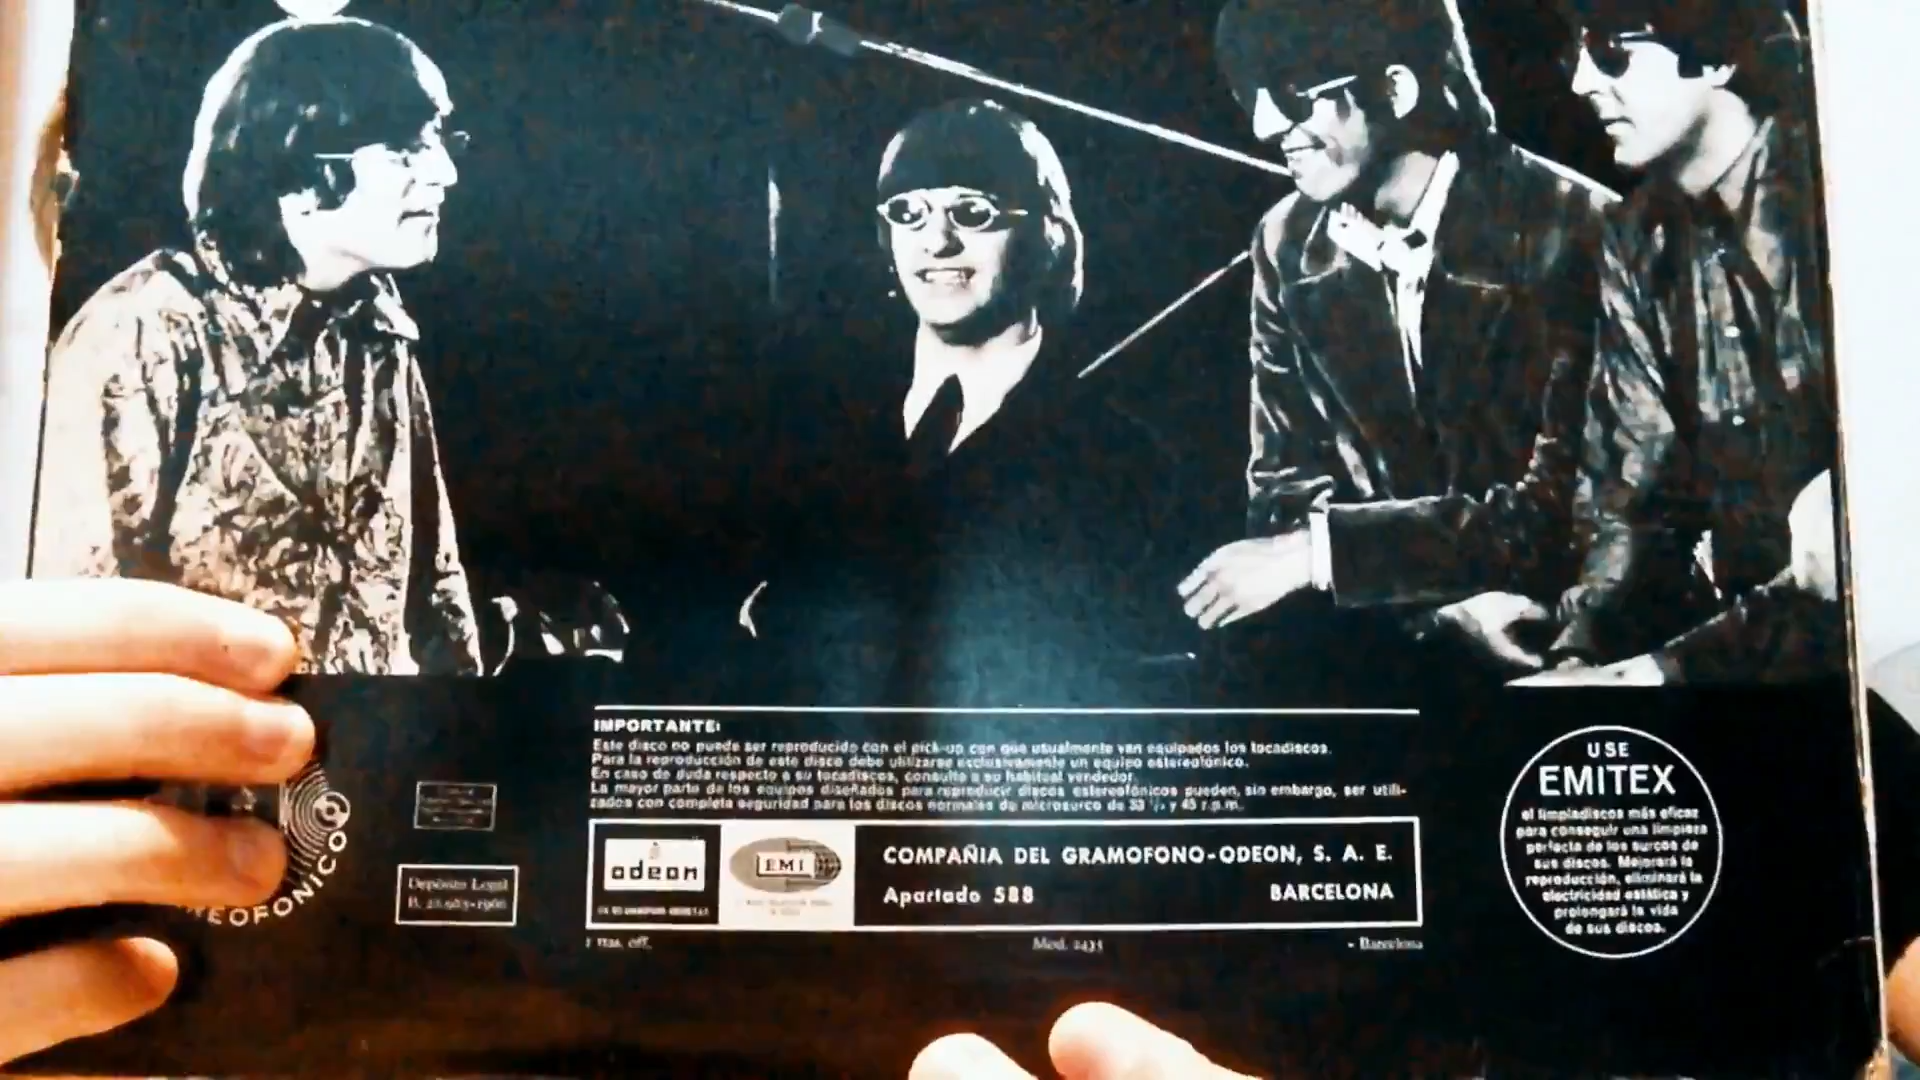 IMPORTANTE:
Este disco no puede ser reproducido con el pick-up con que usualmente van equipados los tocadiscos.
Para la reproducción de este disco debe utilizarse exclusivamente un equipo estereofónico.
En caso de duda respecto a su tocadiscos, consulte a su habitual vendedor.
La mayor parte de los equipos diseñados para reproducir discos estereofónicos pueden, sin embargo, ser utili-
zados con completa seguridad para los discos normales de microsurco de 33 ⅓ y 45 r.p.m.
odeon
EMI
COMPAÑIA DEL GRAMOFONO-ODEON, S. A. E.
Apartado 588
BARCELONA
Mod. 2435
- Barcelona
Depósito Legal
EOFONICO
USE
EMITEX
el limpiadiscos más eficaz
para conseguir una limpieza
perfecta de los surcos de
sus discos. Mejorará la
reproducción, eliminará la
electricidad estática y
prolongará la vida
de sus discos.